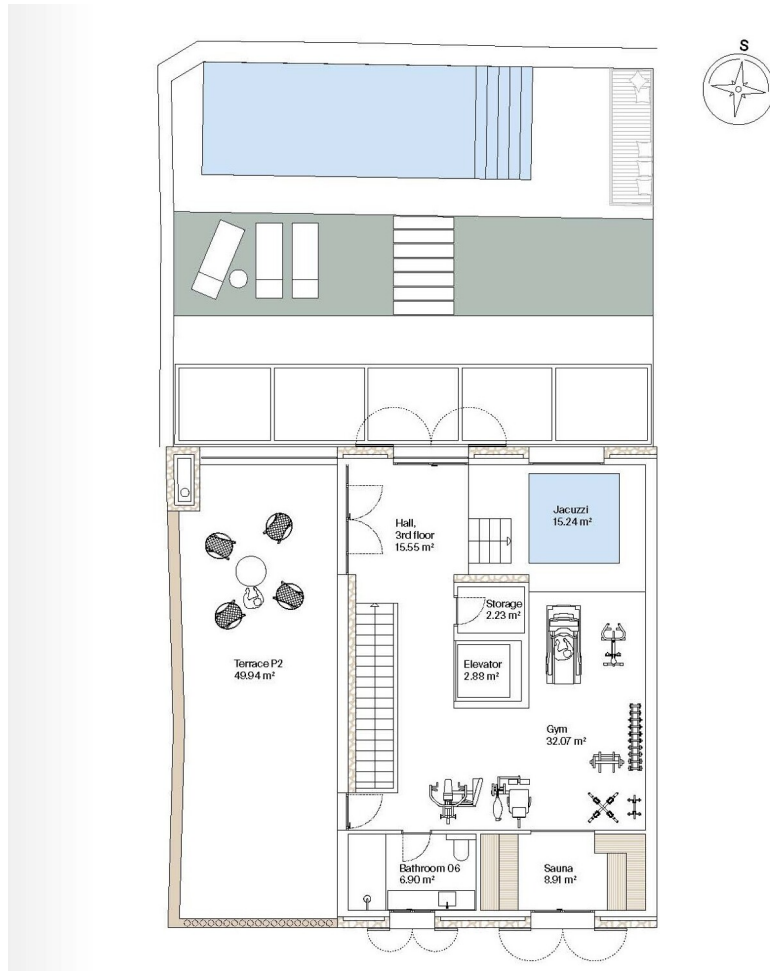 S
Jacuzzi
15.24 m²
Hall,
3rd floor
15.55 m²
Storage
2.23 m²
Elevator
2.88 m²
Terrace P2
49.94 m²
Gym
32.07 m²
Bathroom 06
6.90 m²
Sauna
8.91 m²